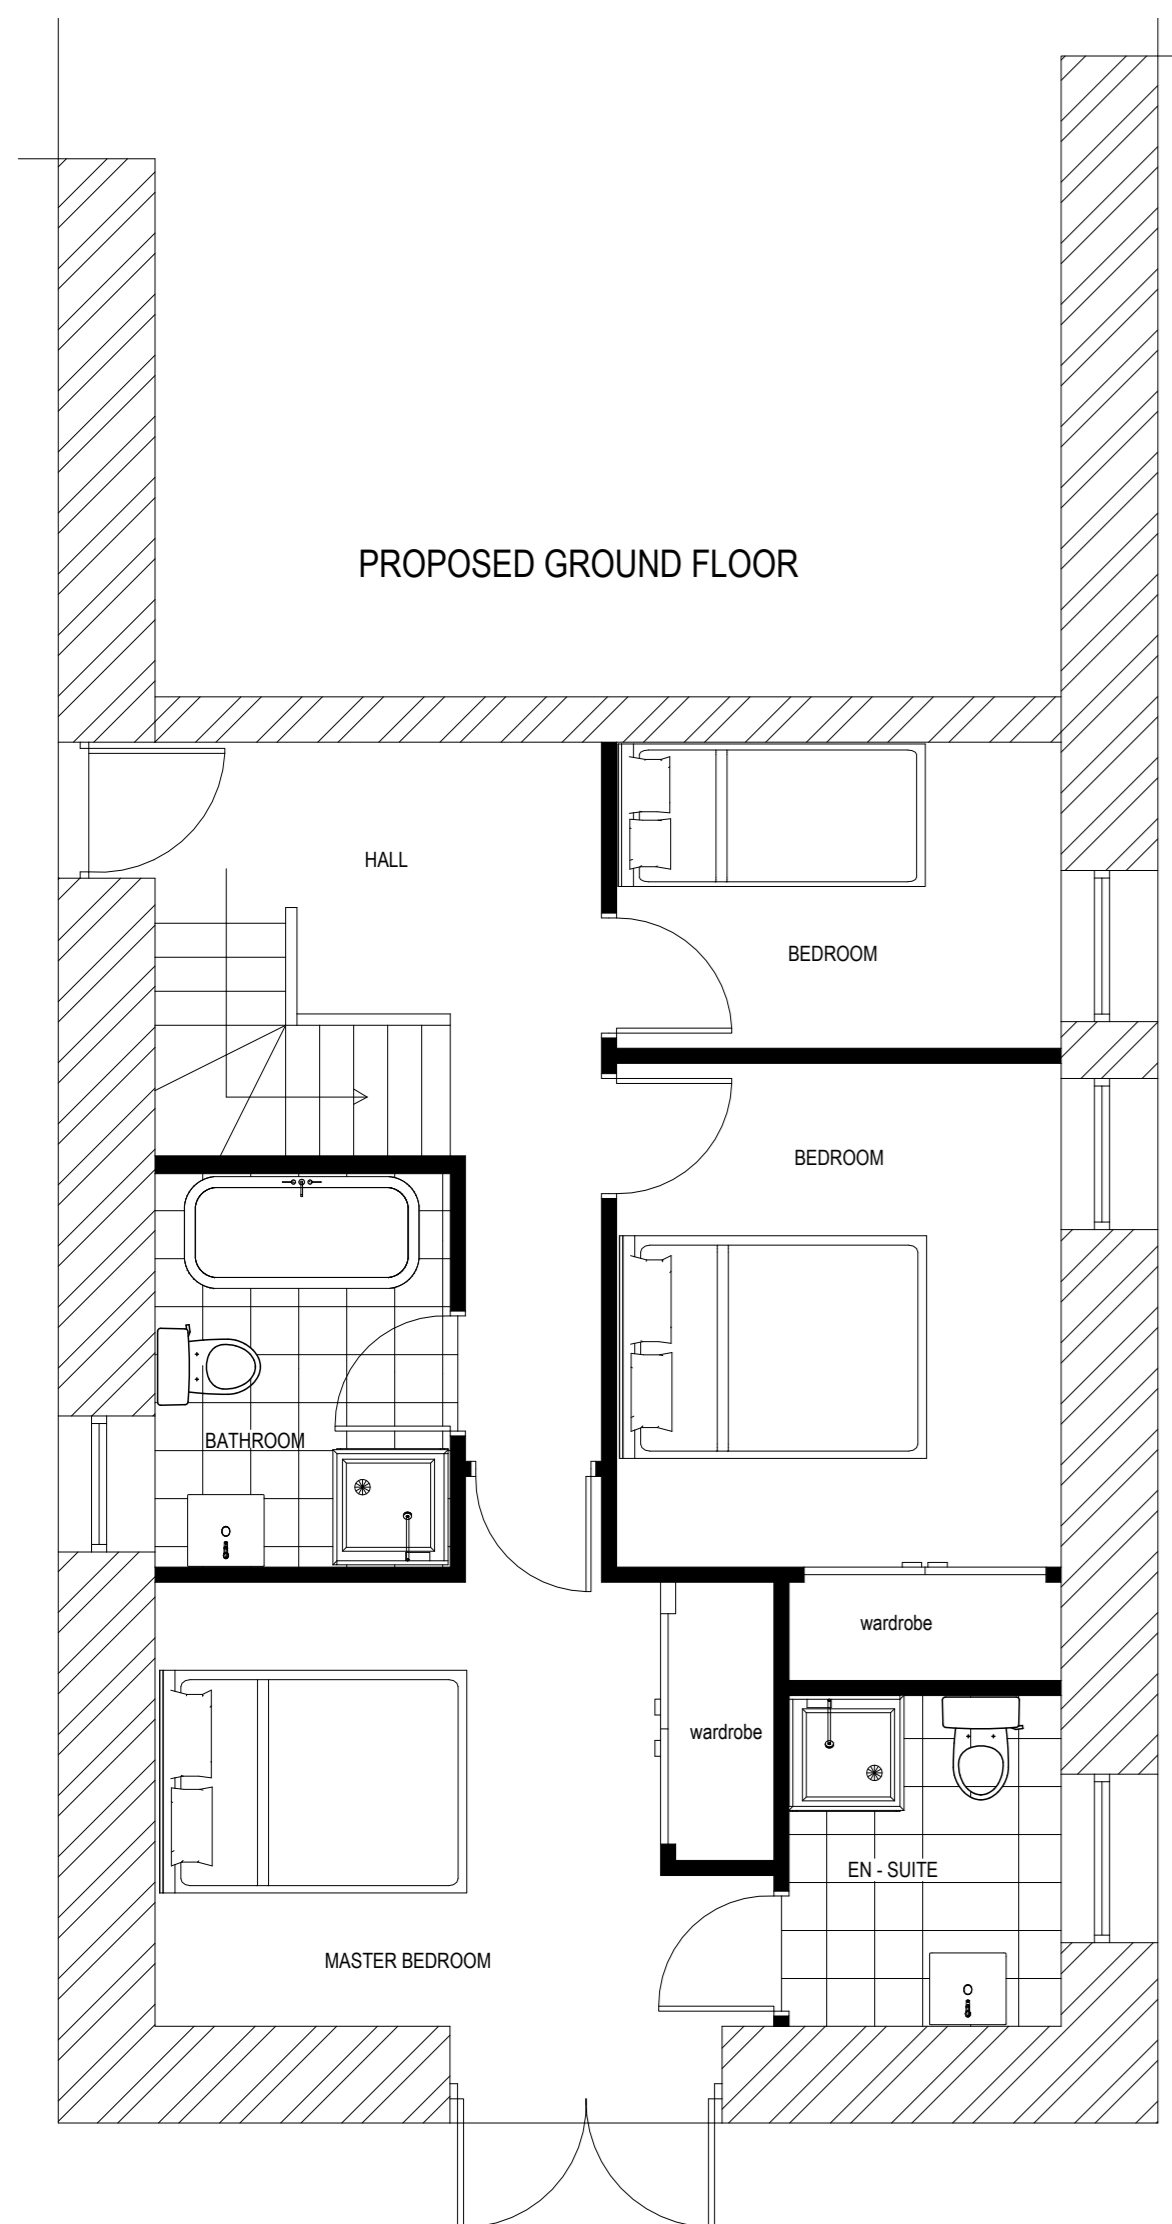 PROPOSED GROUND FLOOR
HALL
BEDROOM
BEDROOM
BATHROOM
wardrobe
wardrobe
EN - SUITE
MASTER BEDROOM